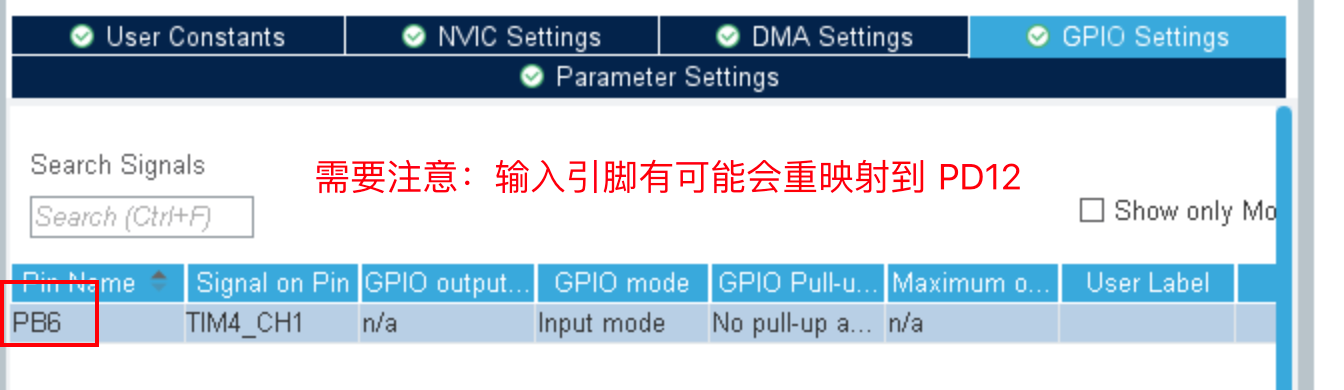 User Constants NVIC Settings DMA Settings GPIO Settings
Parameter Settings
Search Signals
需要注意：输入引脚有可能会重映射到 PD12
Search (Ctrl+F)
Show only Mo
Pin Name Signal on Pin GPIO output... GPIO mode GPIO Pull-u... Maximum o... User Label
PB6 TIM4_CH1 n/a Input mode No pull-up a... n/a